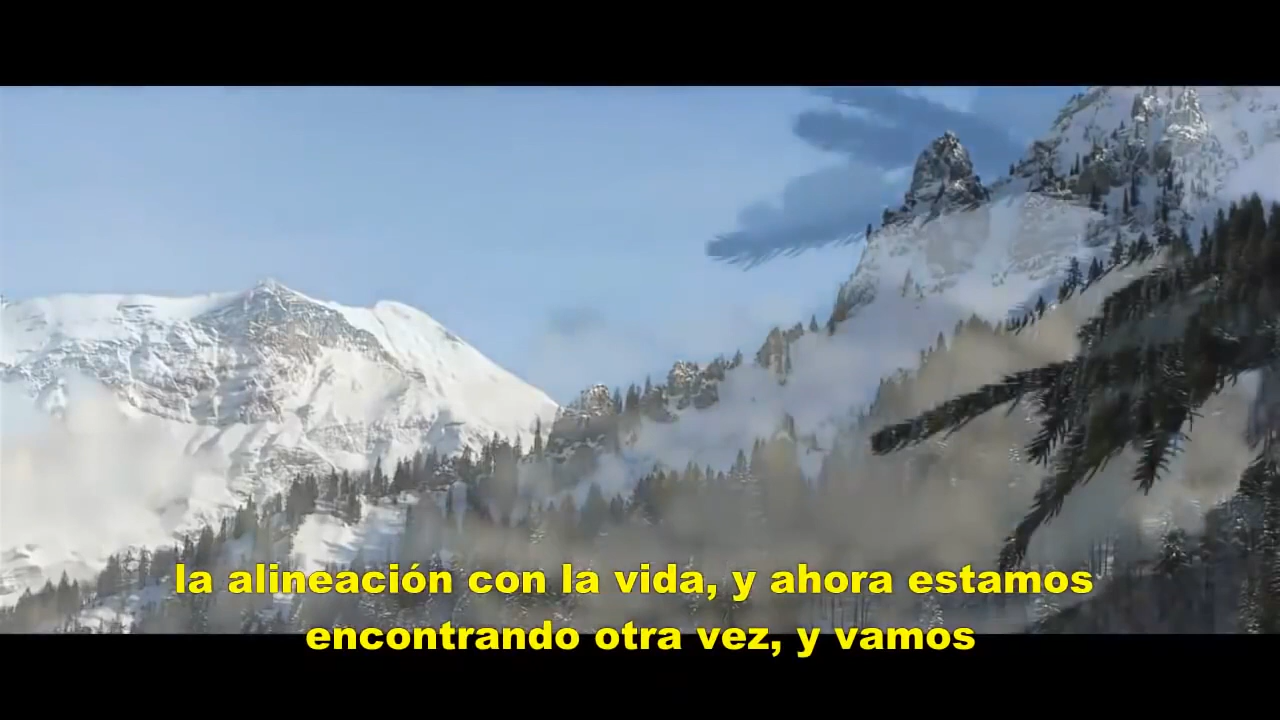 la alineación con la vida, y ahora estamos
encontrando otra vez, y vamos